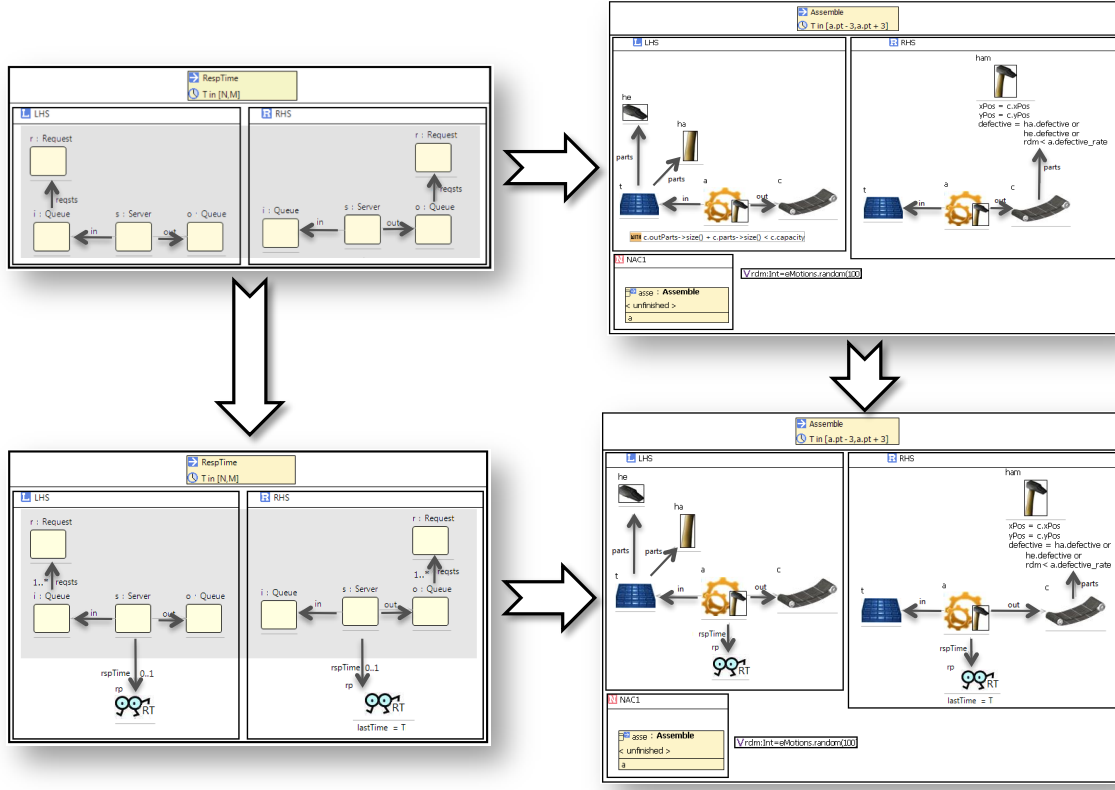 RespTime
T in [N,M]
L LHS
R RHS
r : Request
reqsts
i : Queue
s : Server
o : Queue
in
out
r : Request
reqsts
i : Queue
s : Server
o : Queue
in
out
Assemble
T in [a.pt - 3,a.pt + 3]
L LHS
R RHS
he
ha
parts
parts
t
a
c
in
out
WITH c.outParts->size() + c.parts->size() < c.capacity
ham
xPos = c.xPos
yPos = c.yPos
defective = ha.defective or
he.defective or
rdm < a.defective_rate
parts
t
a
c
in
out
N NAC1
asse : Assemble
< unfinished >
a
V rdm:Int=eMotions.random(100)
RespTime
T in [N,M]
L LHS
R RHS
r : Request
1..* reqsts
i : Queue
s : Server
o : Queue
in
out
rspTime 0..1
rp
RT
r : Request
1..* reqsts
i : Queue
s : Server
o : Queue
in
out
rspTime 0..1
rp
RT
lastTime = T
Assemble
T in [a.pt - 3,a.pt + 3]
L LHS
R RHS
he
ha
parts
parts
t
a
c
in
out
rspTime
rp
RT
ham
xPos = c.xPos
yPos = c.yPos
defective = ha.defective or
he.defective or
rdm < a.defective_rate
parts
t
a
c
in
out
rspTime
rp
RT
lastTime = T
N NAC1
asse : Assemble
< unfinished >
a
V rdm:Int=eMotions.random(100)